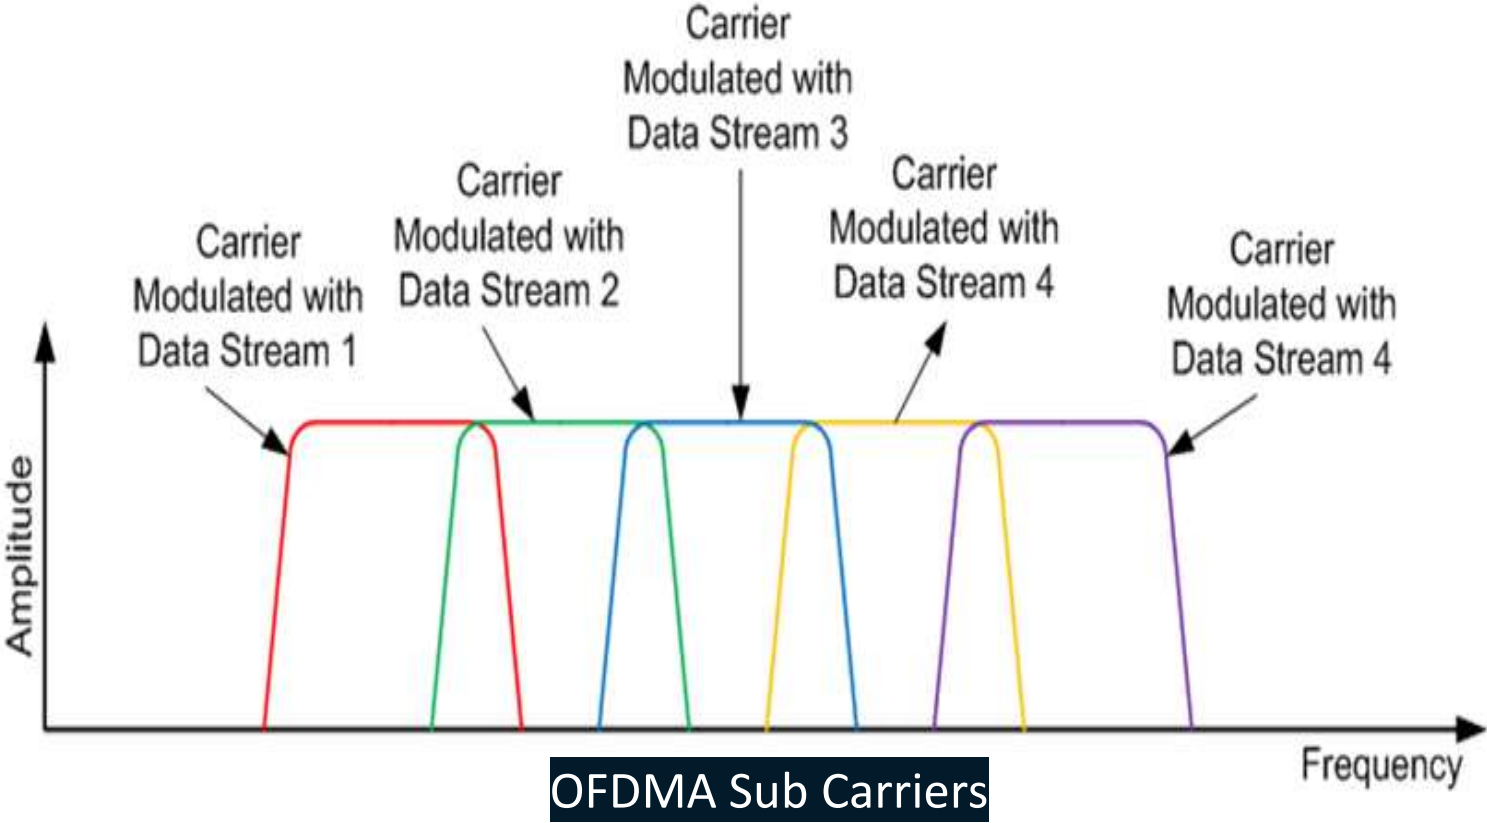 Carrier
Modulated with
Data Stream 3
Carrier
Modulated with
Data Stream 4
Carrier
Modulated with
Data Stream 2
Carrier
Modulated with
Data Stream 1
Carrier
Modulated with
Data Stream 4
Amplitude
Frequency
OFDMA Sub Carriers